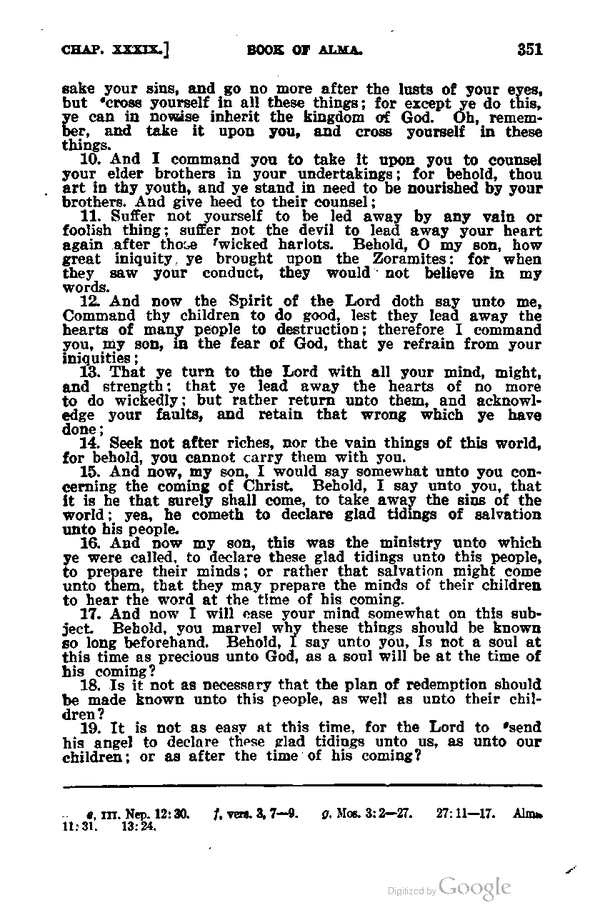 CHAP. XXXIX.] BOOK OF ALMA. 351
sake your sins, and go no more after the lusts of your eyes,
but ᵉcross yourself in all these things; for except ye do this,
ye can in nowise inherit the kingdom of God. Oh, remem-
ber, and take it upon you, and cross yourself in these
things.
10. And I command you to take it upon you to counsel
your elder brothers in your undertakings; for behold, thou
art in thy youth, and ye stand in need to be nourished by your
brothers. And give heed to their counsel;
11. Suffer not yourself to be led away by any vain or
foolish thing; suffer not the devil to lead away your heart
again after those ᶠwicked harlots. Behold, O my son, how
great iniquity ye brought upon the Zoramites: for when
they saw your conduct, they would not believe in my
words.
12. And now the Spirit of the Lord doth say unto me,
Command thy children to do good, lest they lead away the
hearts of many people to destruction; therefore I command
you, my son, in the fear of God, that ye refrain from your
iniquities;
13. That ye turn to the Lord with all your mind, might,
and strength; that ye lead away the hearts of no more
to do wickedly; but rather return unto them, and acknowl-
edge your faults, and retain that wrong which ye have
done;
14. Seek not after riches, nor the vain things of this world,
for behold, you cannot carry them with you.
15. And now, my son, I would say somewhat unto you con-
cerning the coming of Christ. Behold, I say unto you, that
it is he that surely shall come, to take away the sins of the
world; yea, he cometh to declare glad tidings of salvation
unto his people.
16. And now my son, this was the ministry unto which
ye were called, to declare these glad tidings unto this people,
to prepare their minds; or rather that salvation might come
unto them, that they may prepare the minds of their children
to hear the word at the time of his coming.
17. And now I will ease your mind somewhat on this sub-
ject. Behold, you marvel why these things should be known
so long beforehand. Behold, I say unto you, Is not a soul at
this time as precious unto God, as a soul will be at the time of
his coming?
18. Is it not as necessary that the plan of redemption should
be made known unto this people, as well as unto their chil-
dren?
19. It is not as easy at this time, for the Lord to ᵍsend
his angel to declare these glad tidings unto us, as unto our
children; or as after the time of his coming?
e, III. Nep. 12:30. f, vers. 3, 7—9. g, Mos. 3:2—27. 27:11—17. Alma
11:31. 13:24.
Digitized by Google